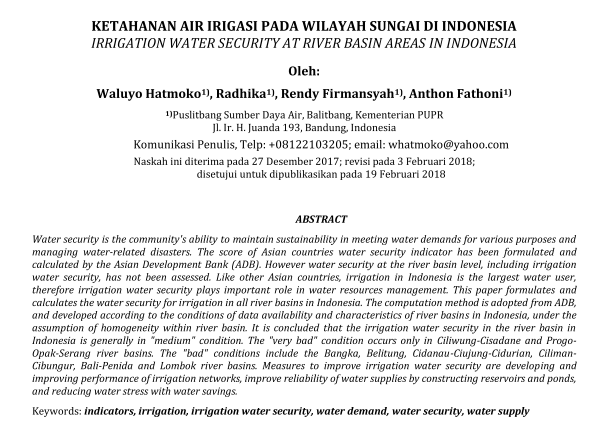 KETAHANAN AIR IRIGASI PADA WILAYAH SUNGAI DI INDONESIA
IRRIGATION WATER SECURITY AT RIVER BASIN AREAS IN INDONESIA
Oleh:
Waluyo Hatmoko¹⁾, Radhika¹⁾, Rendy Firmansyah¹⁾, Anthon Fathoni¹⁾
¹⁾Puslitbang Sumber Daya Air, Balitbang, Kementerian PUPR
Jl. Ir. H. Juanda 193, Bandung, Indonesia
Komunikasi Penulis, Telp: +08122103205; email: whatmoko@yahoo.com
Naskah ini diterima pada 27 Desember 2017; revisi pada 3 Februari 2018;
disetujui untuk dipublikasikan pada 19 Februari 2018
ABSTRACT
Water security is the community's ability to maintain sustainability in meeting water demands for various purposes and
managing water-related disasters. The score of Asian countries water security indicator has been formulated and
calculated by the Asian Development Bank (ADB). However water security at the river basin level, including irrigation
water security, has not been assessed. Like other Asian countries, irrigation in Indonesia is the largest water user,
therefore irrigation water security plays important role in water resources management. This paper formulates and
calculates the water security for irrigation in all river basins in Indonesia. The computation method is adopted from ADB,
and developed according to the conditions of data availability and characteristics of river basins in Indonesia, under the
assumption of homogeneity within river basin. It is concluded that the irrigation water security in the river basin in
Indonesia is generally in "medium" condition. The "very bad" condition occurs only in Ciliwung-Cisadane and Progo-
Opak-Serang river basins. The "bad" conditions include the Bangka, Belitung, Cidanau-Ciujung-Cidurian, Ciliman-
Cibungur, Bali-Penida and Lombok river basins. Measures to improve irrigation water security are developing and
improving performance of irrigation networks, improve reliability of water supplies by constructing reservoirs and ponds,
and reducing water stress with water savings.
Keywords: indicators, irrigation, irrigation water security, water demand, water security, water supply